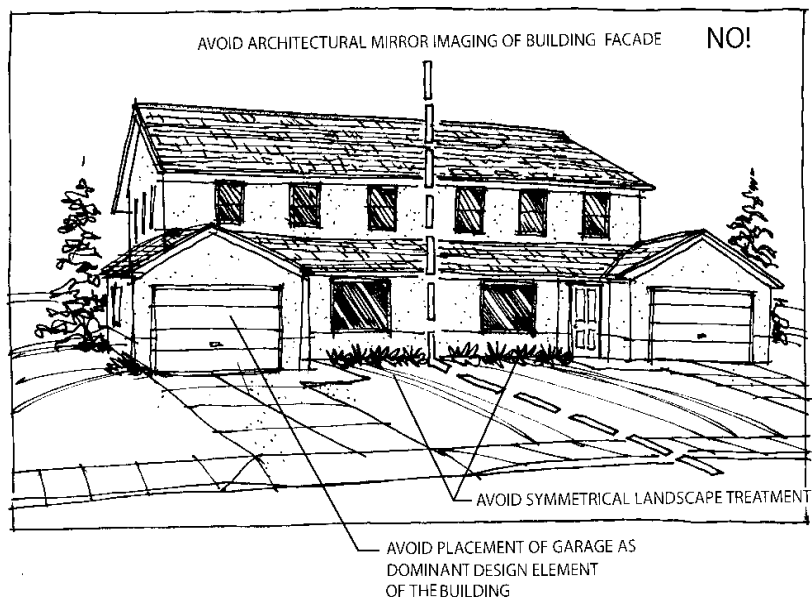 AVOID ARCHITECTURAL MIRROR IMAGING OF BUILDING FACADE
NO!
AVOID SYMMETRICAL LANDSCAPE TREATMENT
AVOID PLACEMENT OF GARAGE AS
DOMINANT DESIGN ELEMENT
OF THE BUILDING